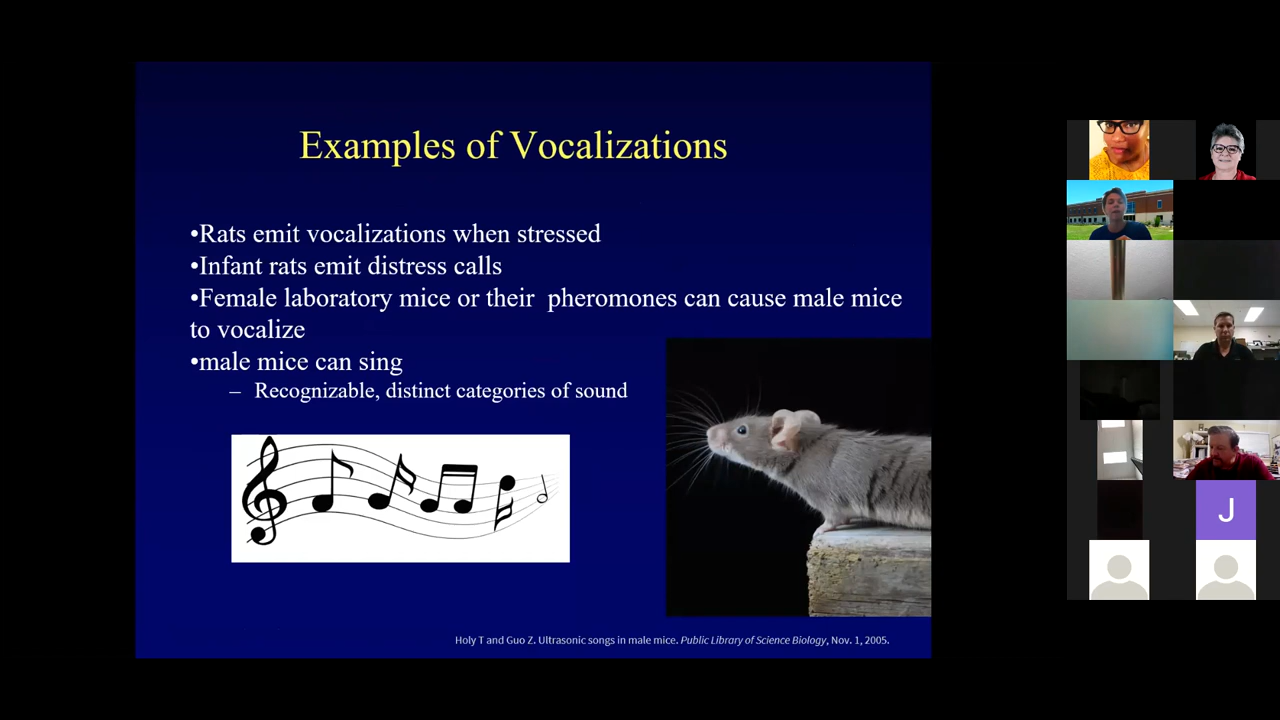 Examples of Vocalizations
•Rats emit vocalizations when stressed
•Infant rats emit distress calls
•Female laboratory mice or their  pheromones can cause male mice
to vocalize
•male mice can sing
– Recognizable, distinct categories of sound
Holy T and Guo Z. Ultrasonic songs in male mice. Public Library of Science Biology, Nov. 1, 2005.
J